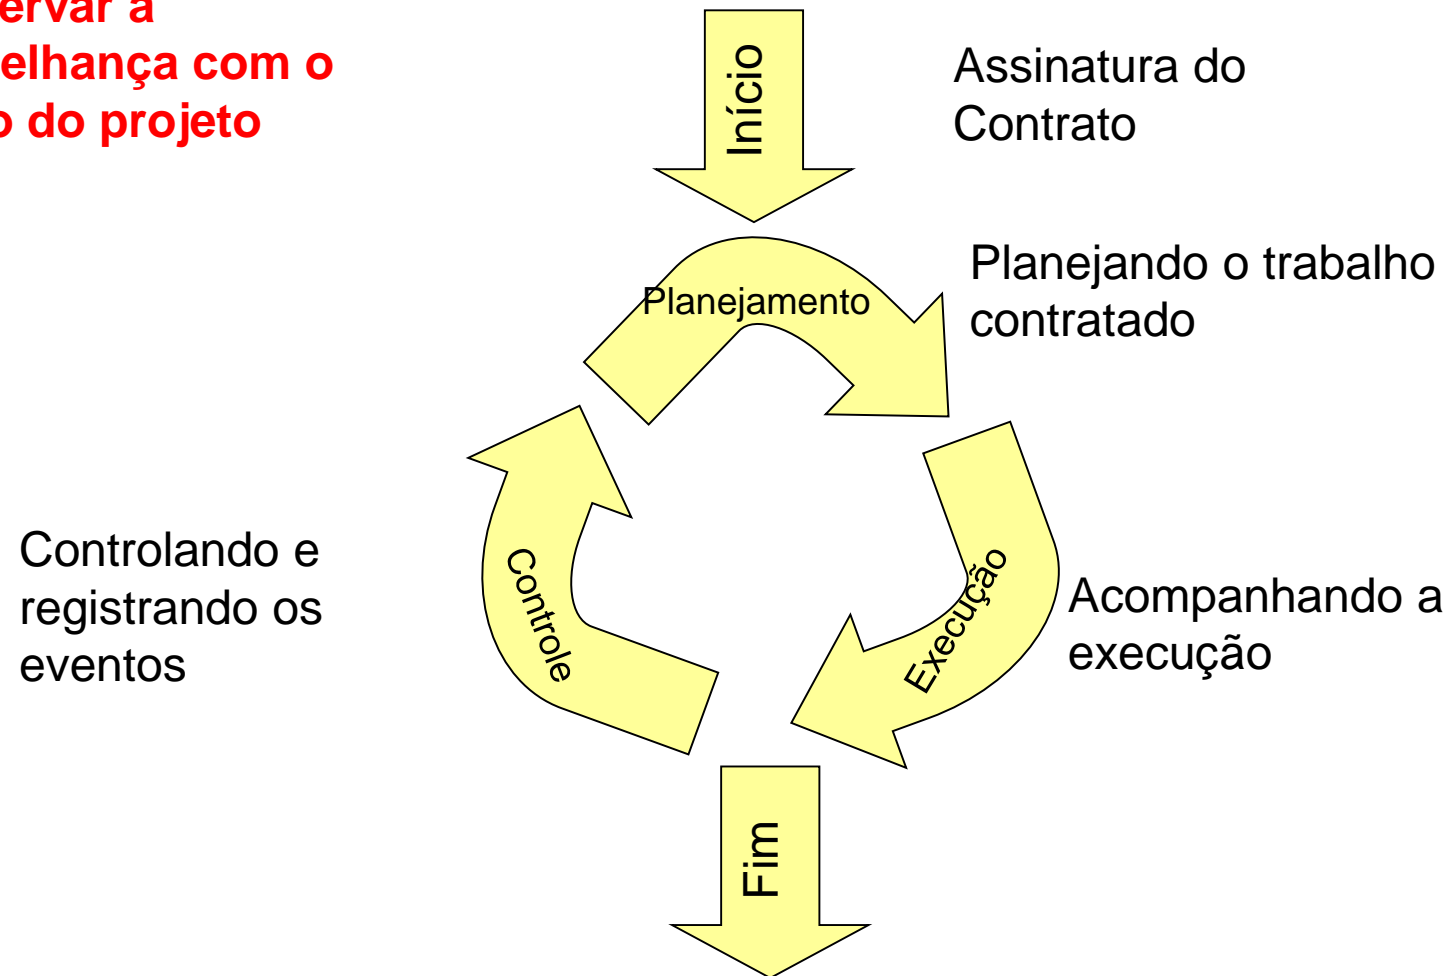 ervar a
elhança com o
o do projeto
Início
Assinatura do
Contrato
Planejamento
Planejando o trabalho
contratado
Controlando e
registrando os
eventos
Controle
Execução
Acompanhando a
execução
Fim